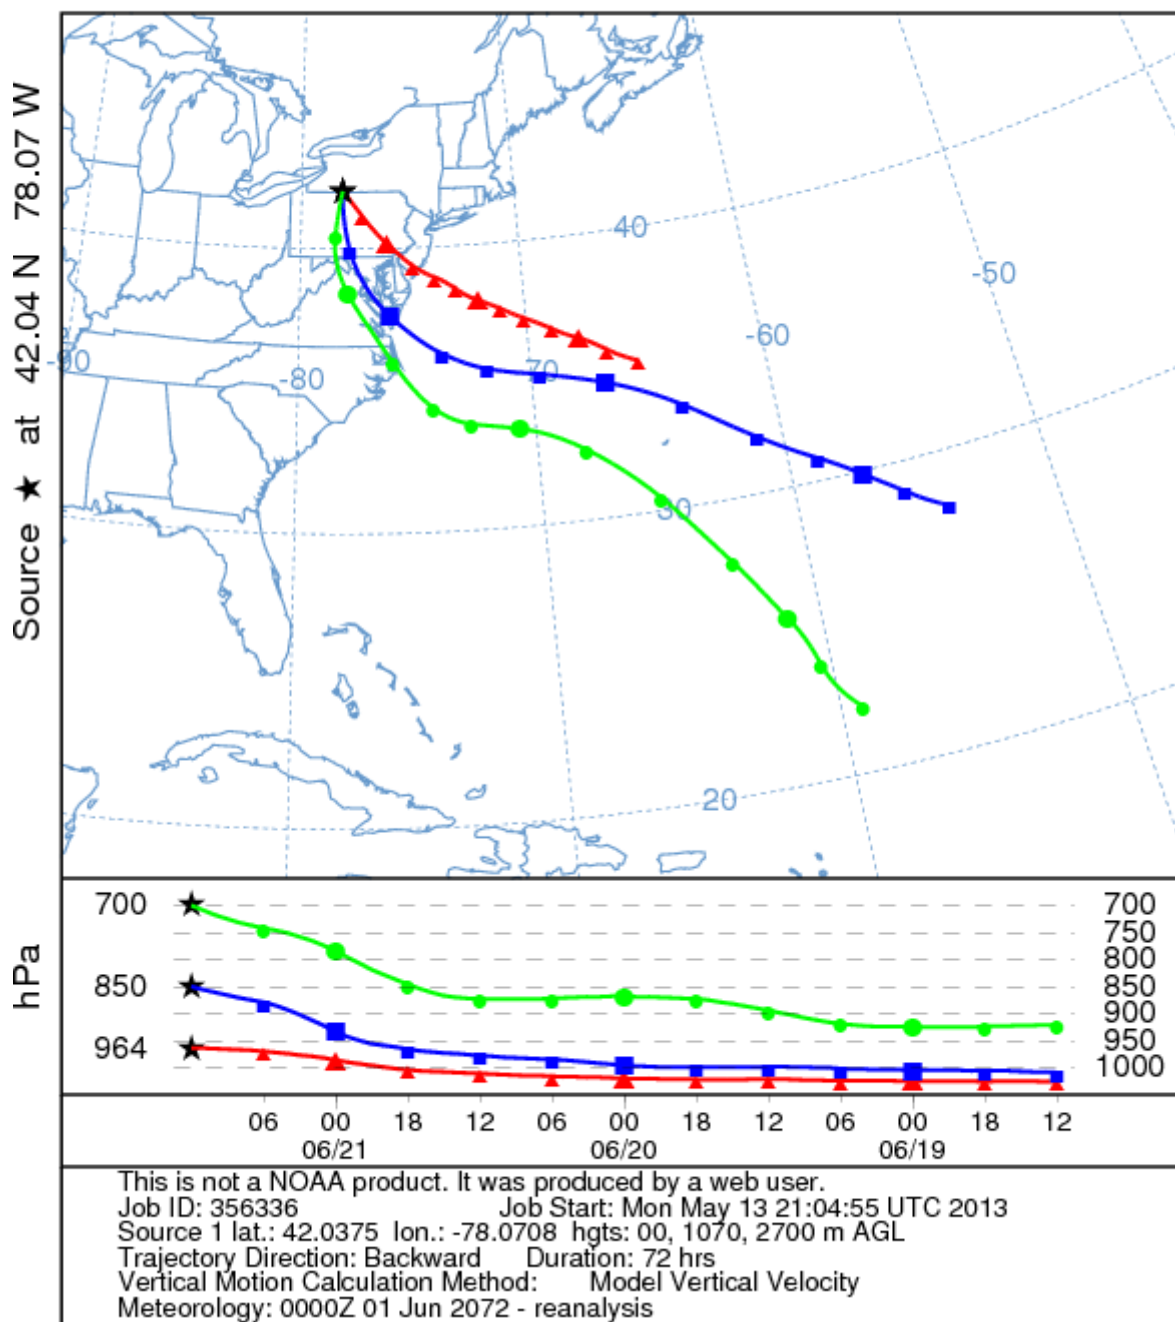 Source ★ at 42.04 N 78.07 W
40
-50
-60
-90
-80
70
30
20
hPa
700 700
750
800
850 850
900
950
964
1000
06 00 18 12 06 00 18 12 06 00 18 12
06/21 06/20 06/19
This is not a NOAA product. It was produced by a web user.
Job ID: 356336 Job Start: Mon May 13 21:04:55 UTC 2013
Source 1 lat.: 42.0375 lon.: -78.0708 hgts: 00, 1070, 2700 m AGL
Trajectory Direction: Backward Duration: 72 hrs
Vertical Motion Calculation Method: Model Vertical Velocity
Meteorology: 0000Z 01 Jun 2072 - reanalysis